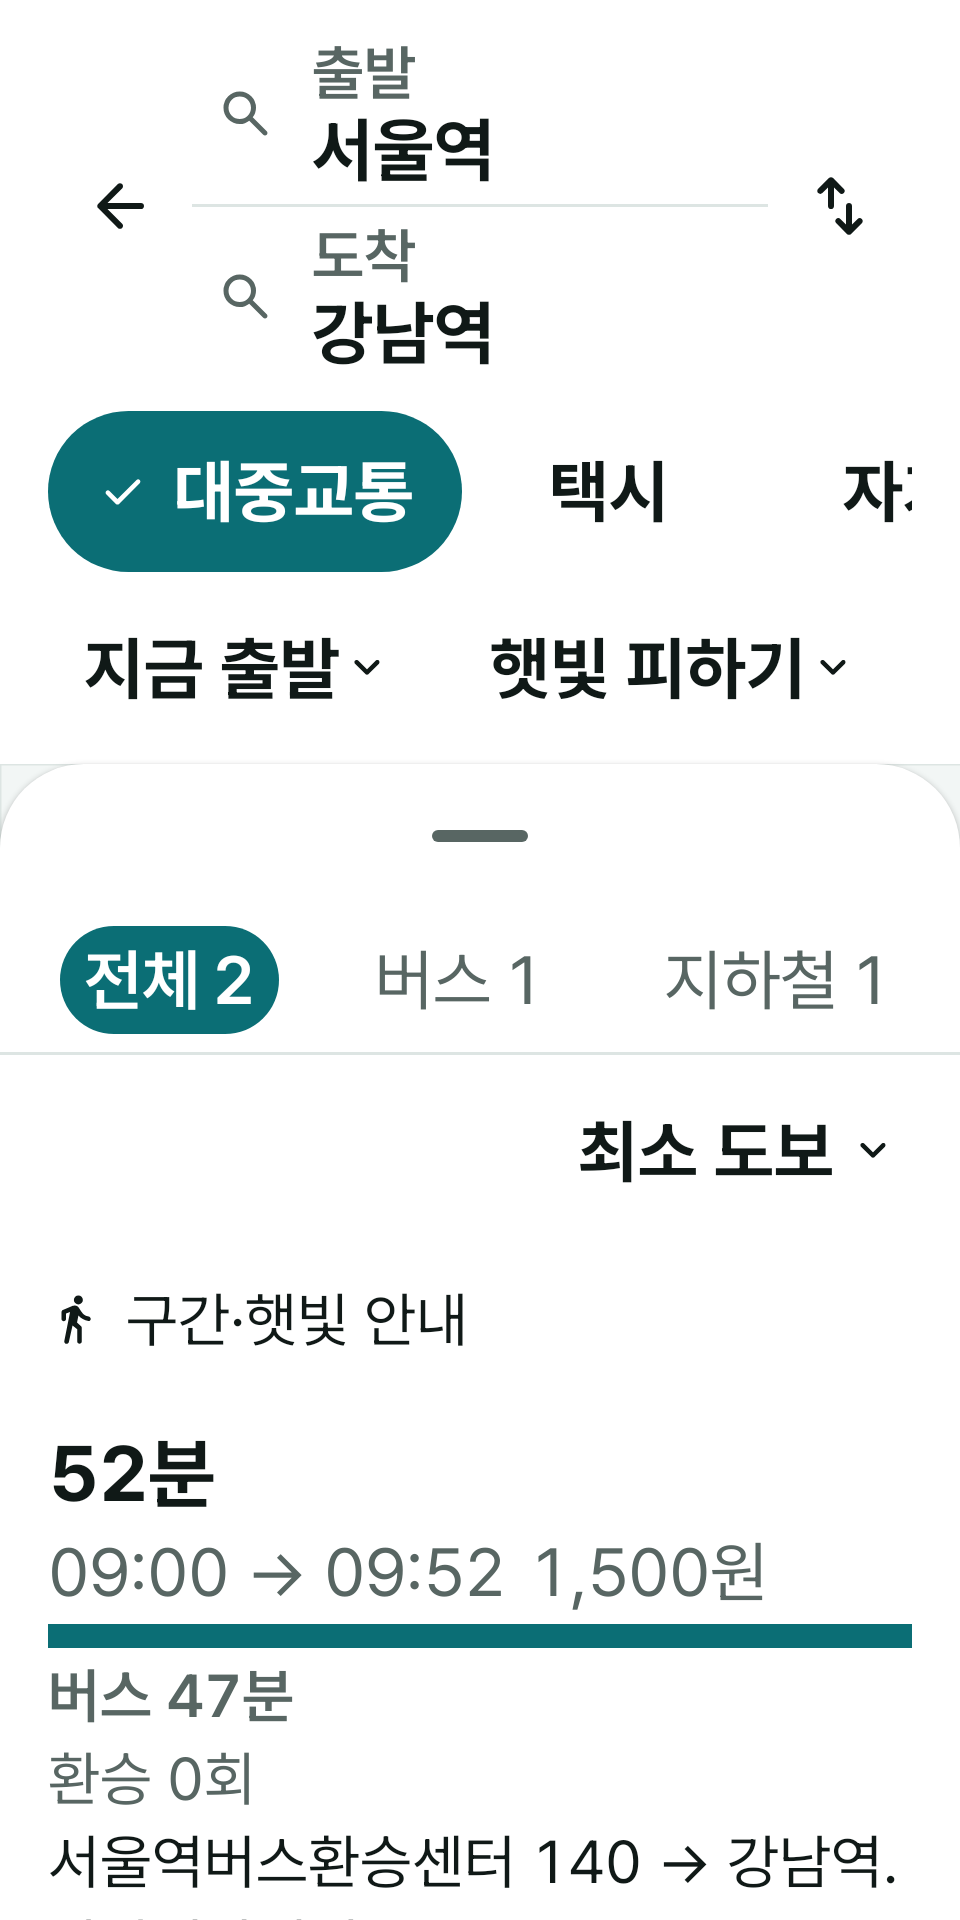 출발
서울역
도착
강남역
대중교통 택시 자
지금 출발 햇빛 피하기
전체 2 버스 1 지하철 1
최소 도보
구간·햇빛 안내
52분
09:00 → 09:52 1,500원
버스 47분
환승 0회
서울역버스환승센터 140 → 강남역.